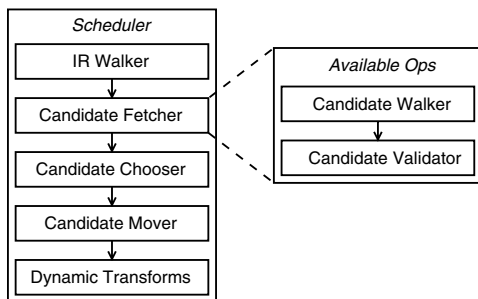 Scheduler
IR Walker
Candidate Fetcher
Candidate Chooser
Candidate Mover
Dynamic Transforms
Available Ops
Candidate Walker
Candidate Validator